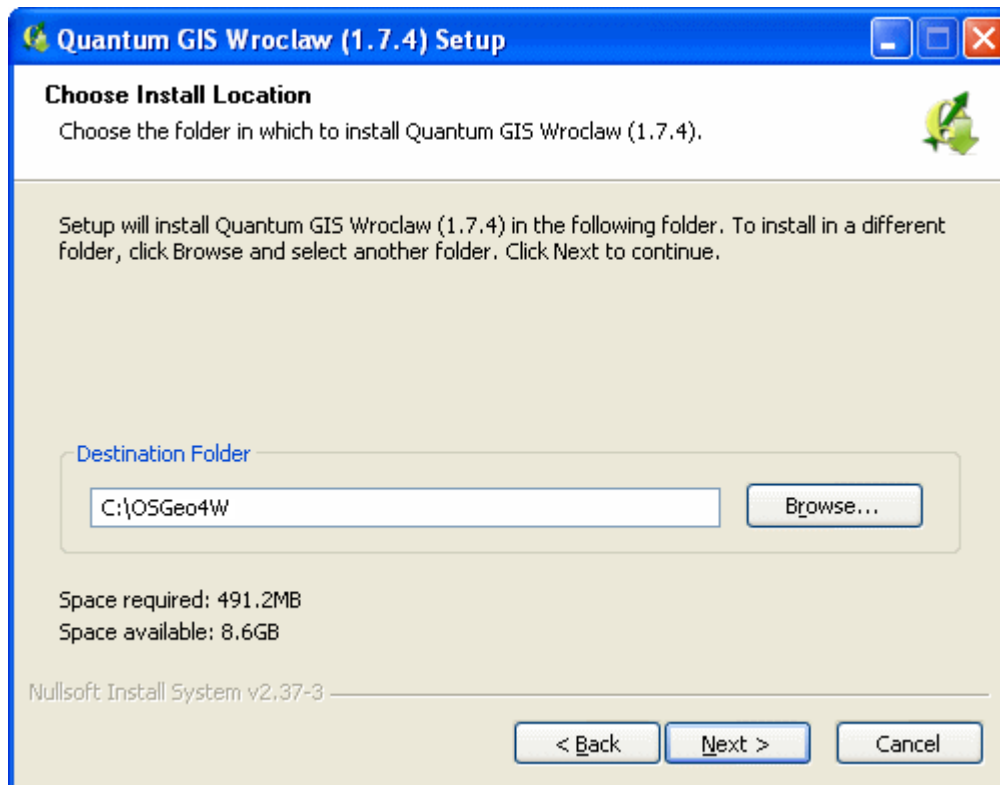 Quantum GIS Wroclaw (1.7.4) Setup
Choose Install Location
Choose the folder in which to install Quantum GIS Wroclaw (1.7.4).
Setup will install Quantum GIS Wroclaw (1.7.4) in the following folder. To install in a different
folder, click Browse and select another folder. Click Next to continue.
Destination Folder
C:\OSGeo4W
Browse...
Space required: 491.2MB
Space available: 8.6GB
Nullsoft Install System v2.37-3
< Back
Next >
Cancel